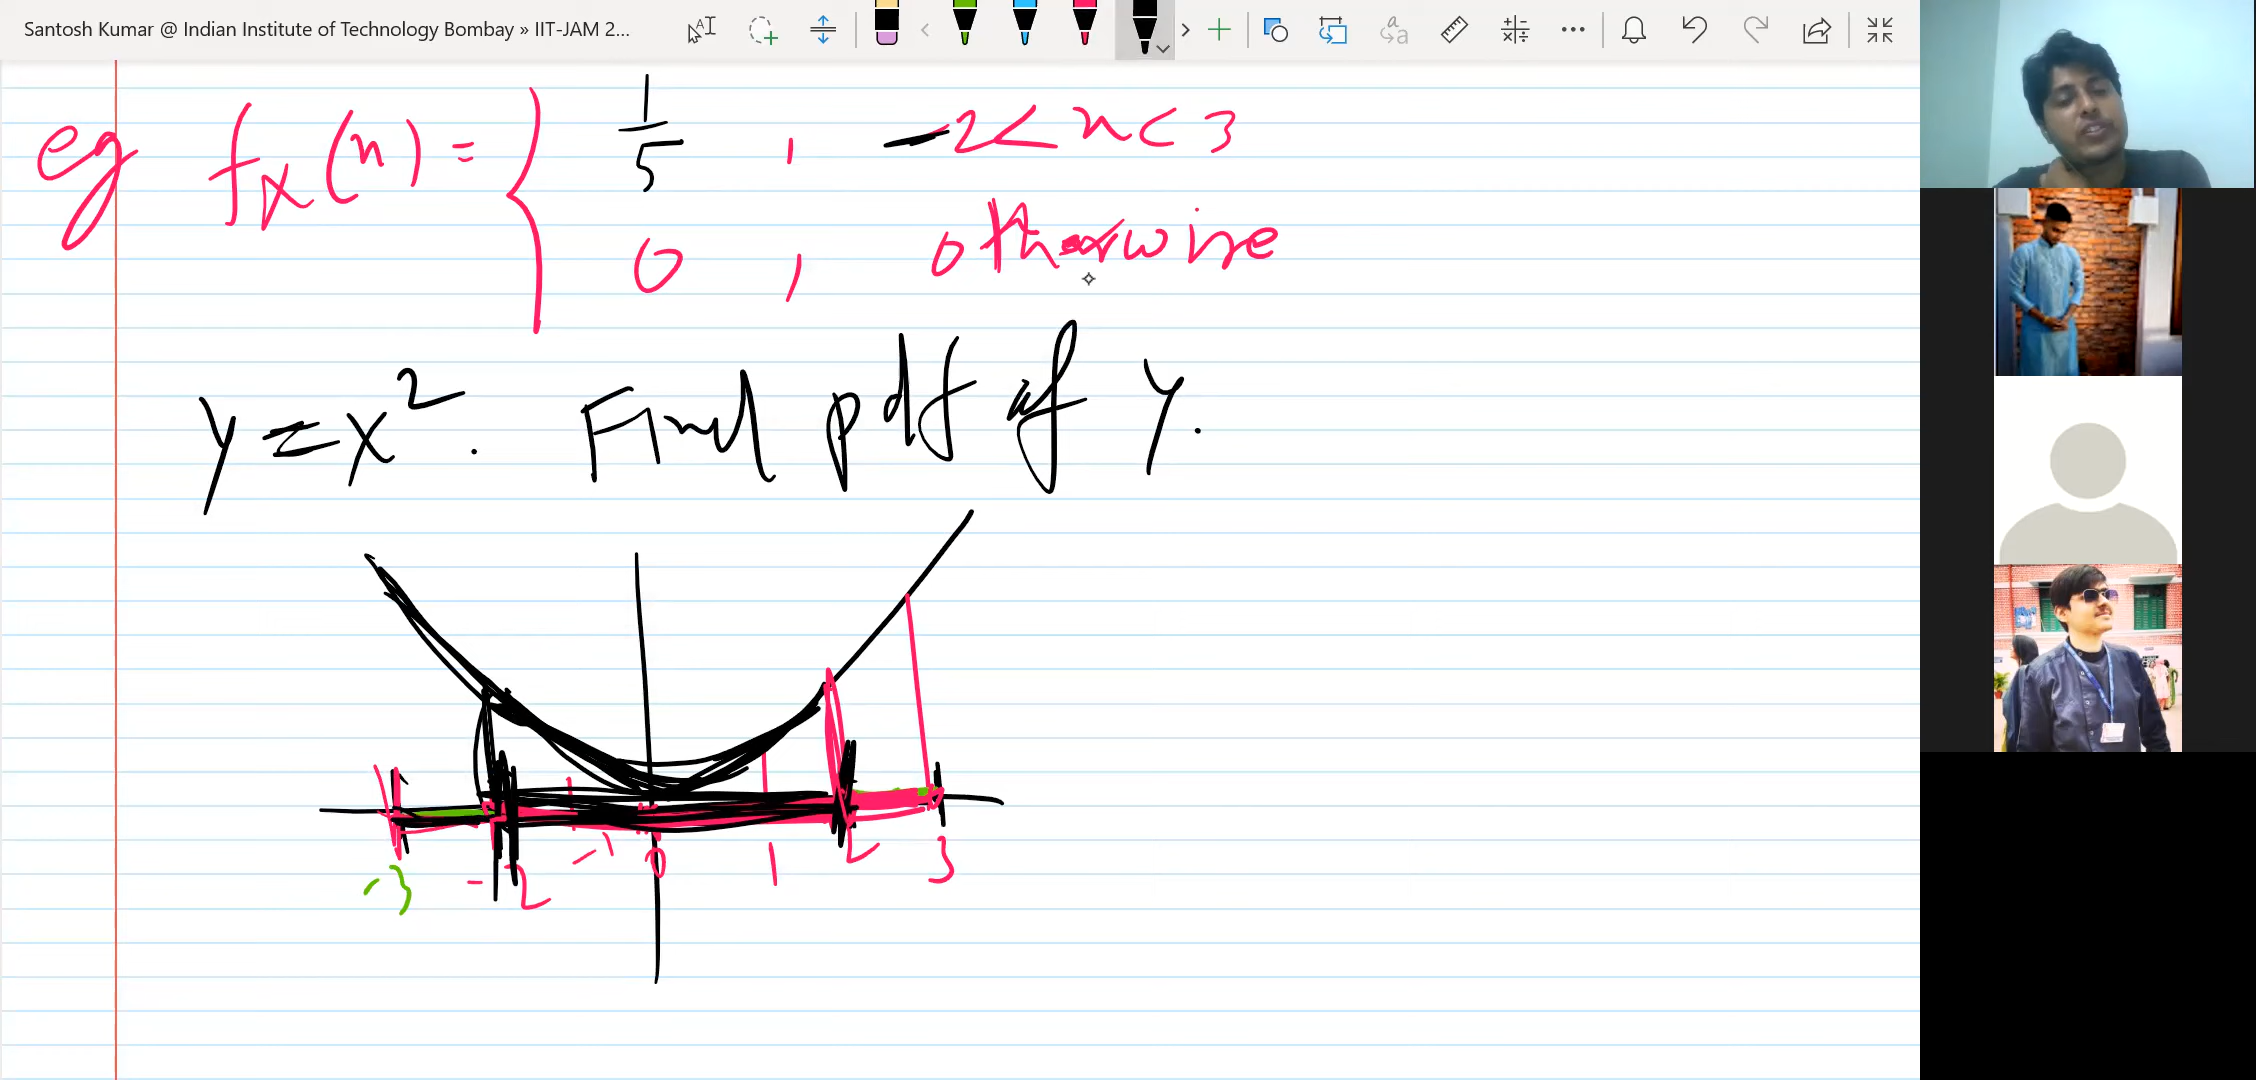 Santosh Kumar @ Indian Institute of Technology Bombay » IIT-JAM 2...
eg f_X(x) = { 1/5 , -2 < x < 3
0 , otherwise
Y = X². Find pdf of Y.
-3 -2 -1 0 1 2 3